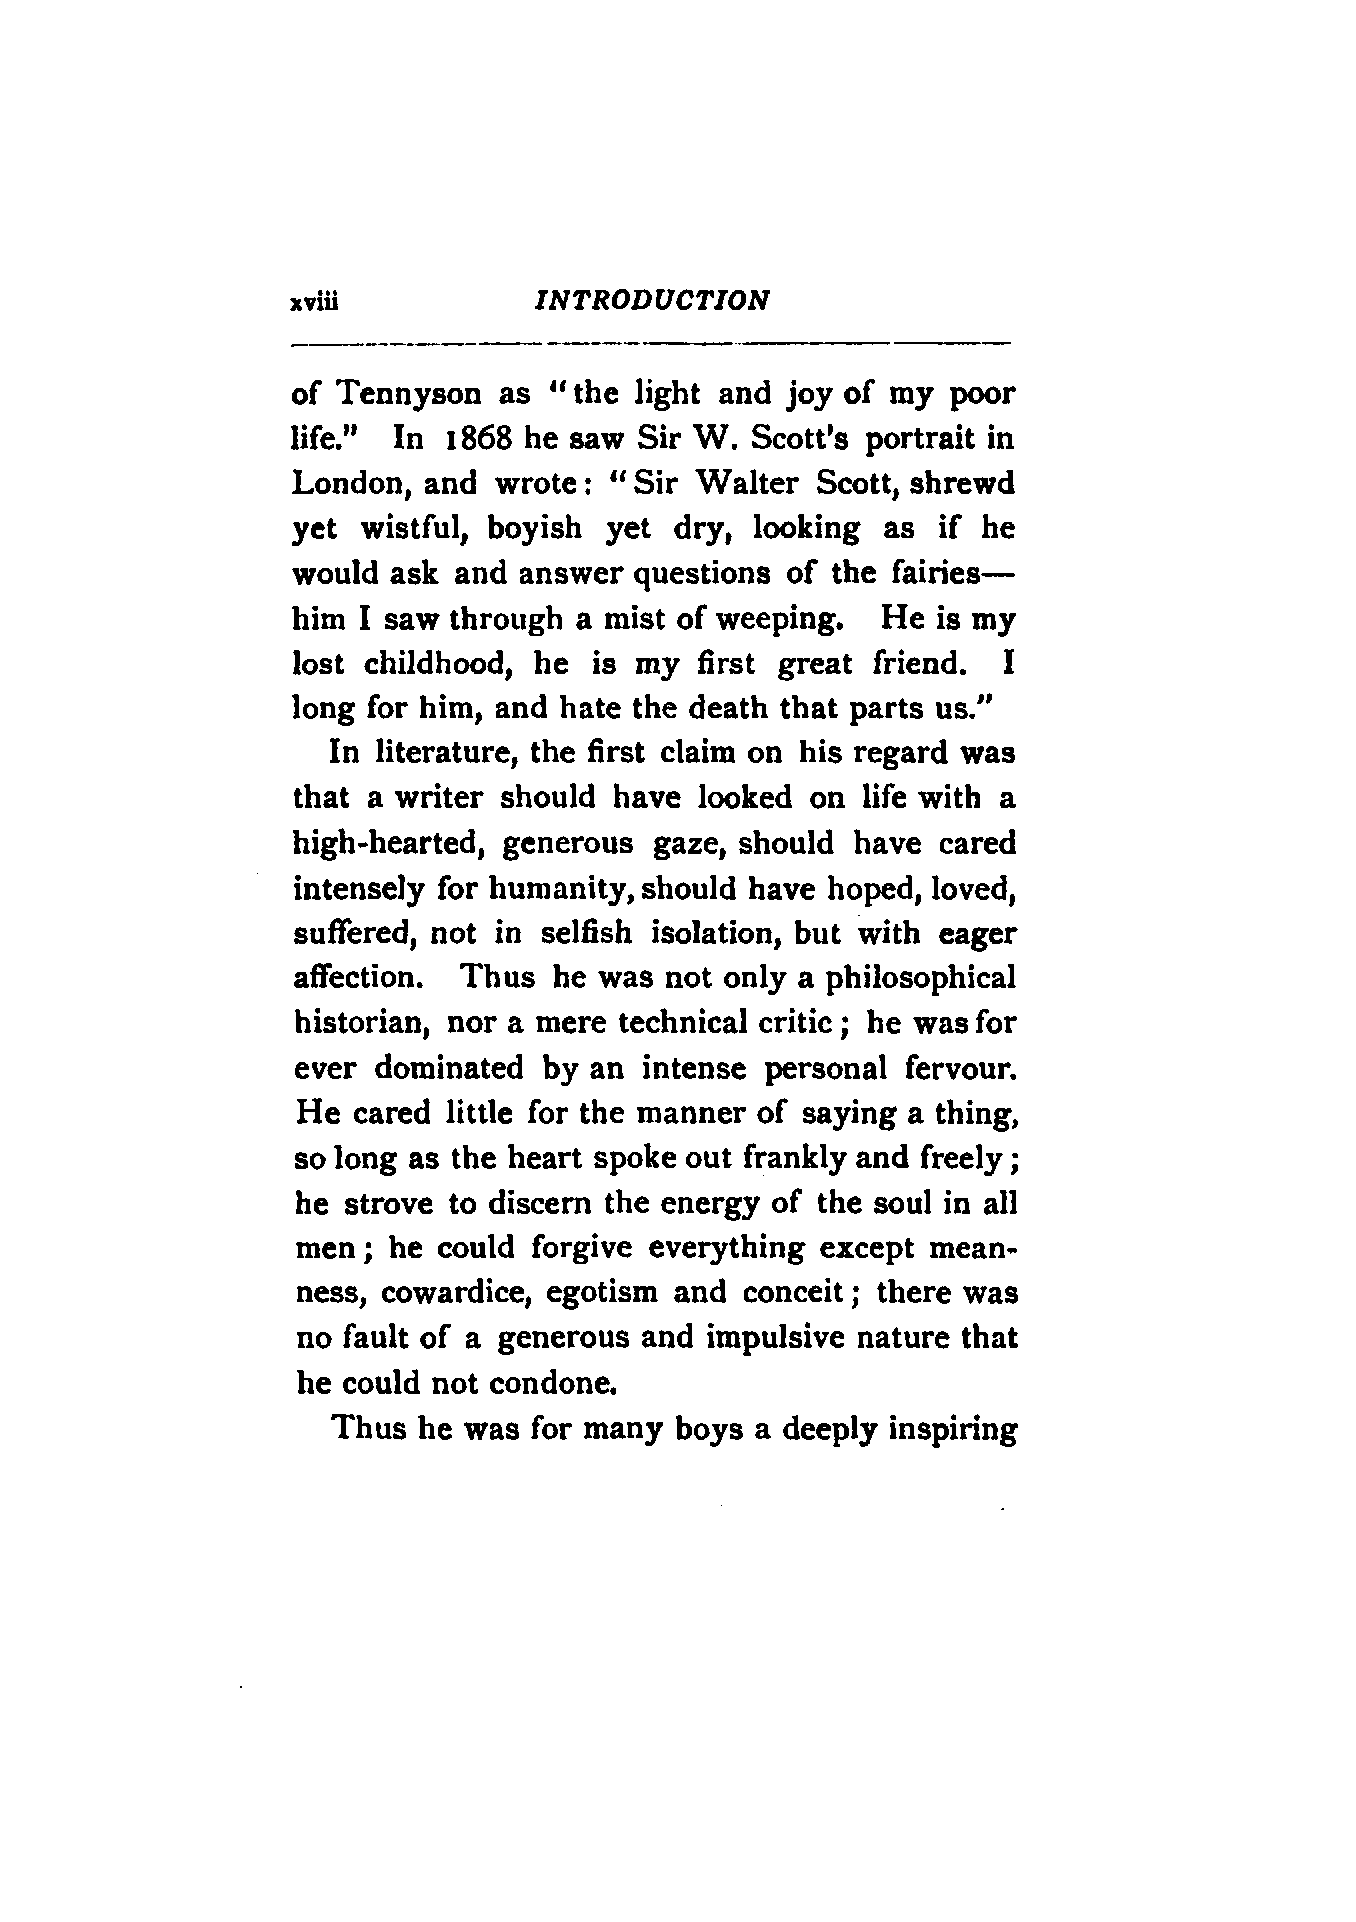 xviii INTRODUCTION
of Tennyson as "the light and joy of my poor
life." In 1868 he saw Sir W. Scott's portrait in
London, and wrote: "Sir Walter Scott, shrewd
yet wistful, boyish yet dry, looking as if he
would ask and answer questions of the fairies—
him I saw through a mist of weeping. He is my
lost childhood, he is my first great friend. I
long for him, and hate the death that parts us."
In literature, the first claim on his regard was
that a writer should have looked on life with a
high-hearted, generous gaze, should have cared
intensely for humanity, should have hoped, loved,
suffered, not in selfish isolation, but with eager
affection. Thus he was not only a philosophical
historian, nor a mere technical critic; he was for
ever dominated by an intense personal fervour.
He cared little for the manner of saying a thing,
so long as the heart spoke out frankly and freely;
he strove to discern the energy of the soul in all
men; he could forgive everything except mean-
ness, cowardice, egotism and conceit; there was
no fault of a generous and impulsive nature that
he could not condone.
Thus he was for many boys a deeply inspiring